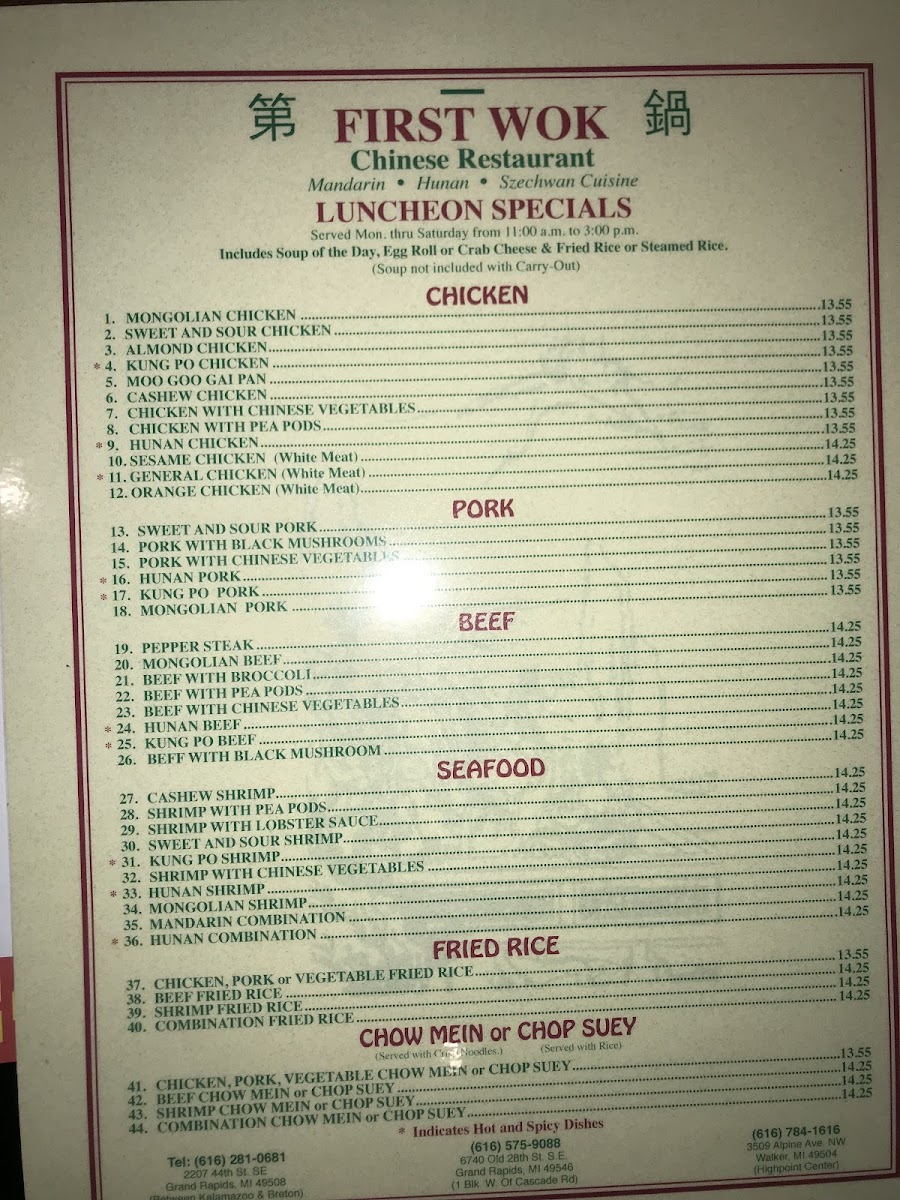 第 一 鍋
FIRST WOK
Chinese Restaurant
Mandarin • Hunan • Szechwan Cuisine
LUNCHEON SPECIALS
Served Mon. thru Saturday from 11:00 a.m. to 3:00 p.m.
Includes Soup of the Day, Egg Roll or Crab Cheese & Fried Rice or Steamed Rice.
(Soup not included with Carry-Out)
CHICKEN
1. MONGOLIAN CHICKEN 13.55
2. SWEET AND SOUR CHICKEN 13.55
3. ALMOND CHICKEN 13.55
* 4. KUNG PO CHICKEN 13.55
5. MOO GOO GAI PAN 13.55
6. CASHEW CHICKEN 13.55
7. CHICKEN WITH CHINESE VEGETABLES 13.55
8. CHICKEN WITH PEA PODS 13.55
* 9. HUNAN CHICKEN 13.55
10. SESAME CHICKEN (White Meat) 14.25
* 11. GENERAL CHICKEN (White Meat) 14.25
12. ORANGE CHICKEN (White Meat) 14.25
PORK
13. SWEET AND SOUR PORK 13.55
14. PORK WITH BLACK MUSHROOMS 13.55
15. PORK WITH CHINESE VEGETABLES 13.55
* 16. HUNAN PORK 13.55
* 17. KUNG PO PORK 13.55
18. MONGOLIAN PORK 13.55
BEEF
19. PEPPER STEAK 14.25
20. MONGOLIAN BEEF 14.25
21. BEEF WITH BROCCOLI 14.25
22. BEEF WITH PEA PODS 14.25
23. BEEF WITH CHINESE VEGETABLES 14.25
* 24. HUNAN BEEF 14.25
* 25. KUNG PO BEEF 14.25
26. BEFF WITH BLACK MUSHROOM 14.25
SEAFOOD
27. CASHEW SHRIMP 14.25
28. SHRIMP WITH PEA PODS 14.25
29. SHRIMP WITH LOBSTER SAUCE 14.25
30. SWEET AND SOUR SHRIMP 14.25
* 31. KUNG PO SHRIMP 14.25
32. SHRIMP WITH CHINESE VEGETABLES 14.25
* 33. HUNAN SHRIMP 14.25
34. MONGOLIAN SHRIMP 14.25
35. MANDARIN COMBINATION 14.25
* 36. HUNAN COMBINATION 14.25
FRIED RICE
37. CHICKEN, PORK or VEGETABLE FRIED RICE 13.55
38. BEEF FRIED RICE 14.25
39. SHRIMP FRIED RICE 14.25
40. COMBINATION FRIED RICE 14.25
CHOW MEIN or CHOP SUEY
(Served with Crisp Noodles.) (Served with Rice)
41. CHICKEN, PORK, VEGETABLE CHOW MEIN or CHOP SUEY 13.55
42. BEEF CHOW MEIN or CHOP SUEY 14.25
43. SHRIMP CHOW MEIN or CHOP SUEY 14.25
44. COMBINATION CHOW MEIN or CHOP SUEY 14.25
* Indicates Hot and Spicy Dishes
Tel: (616) 281-0681
2207 44th St. SE
Grand Rapids, MI 49508
(Between Kalamazoo & Breton)
(616) 575-9088
6740 Old 28th St. S.E.
Grand Rapids, MI 49546
(1 Blk. W. Of Cascade Rd)
(616) 784-1616
3509 Alpine Ave. NW
Walker, MI 49504
(Highpoint Center)